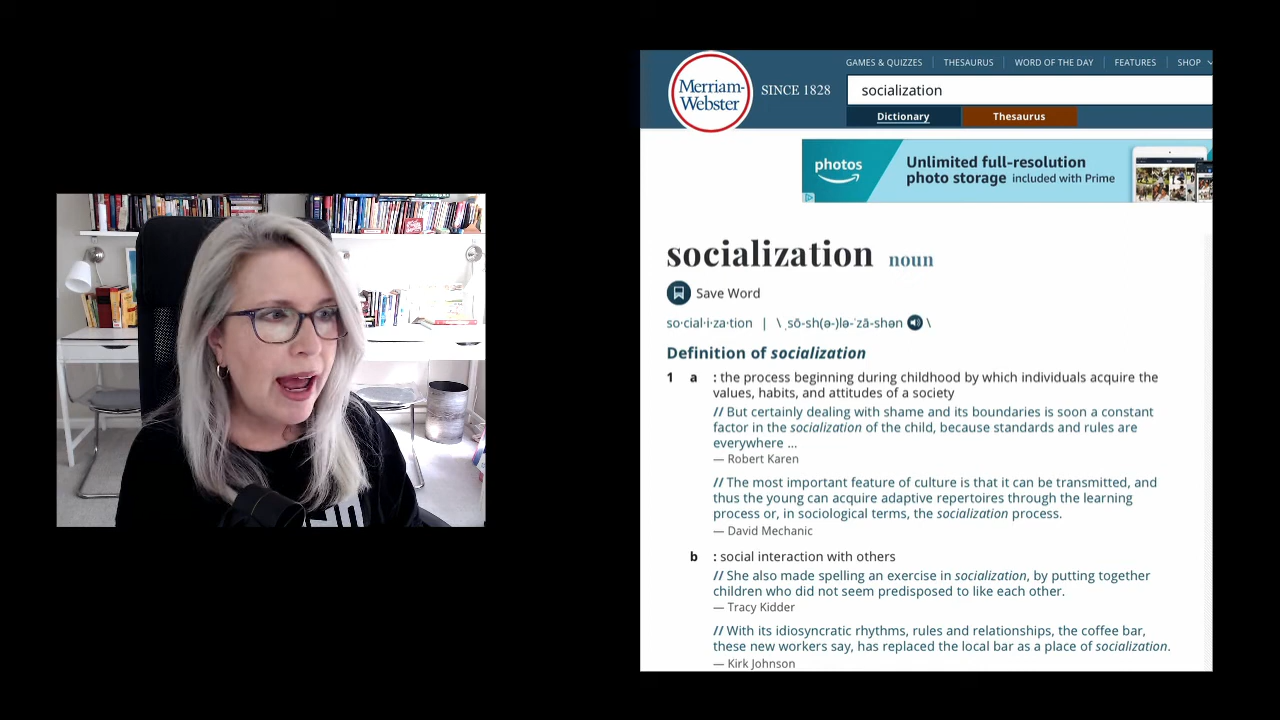 GAMES & QUIZZES THESAURUS WORD OF THE DAY FEATURES SHOP
Merriam-
Webster
SINCE 1828
socialization
Dictionary Thesaurus
photos
Unlimited full-resolution
photo storage included with Prime
socialization noun
Save Word
so·cial·i·za·tion | \ ˌsō-sh(ə-)lə-ˈzā-shən \
Definition of socialization
1 a : the process beginning during childhood by which individuals acquire the
values, habits, and attitudes of a society
// But certainly dealing with shame and its boundaries is soon a constant
factor in the socialization of the child, because standards and rules are
everywhere ...
— Robert Karen
// The most important feature of culture is that it can be transmitted, and
thus the young can acquire adaptive repertoires through the learning
process or, in sociological terms, the socialization process.
— David Mechanic
b : social interaction with others
// She also made spelling an exercise in socialization, by putting together
children who did not seem predisposed to like each other.
— Tracy Kidder
// With its idiosyncratic rhythms, rules and relationships, the coffee bar,
these new workers say, has replaced the local bar as a place of socialization.
— Kirk Johnson